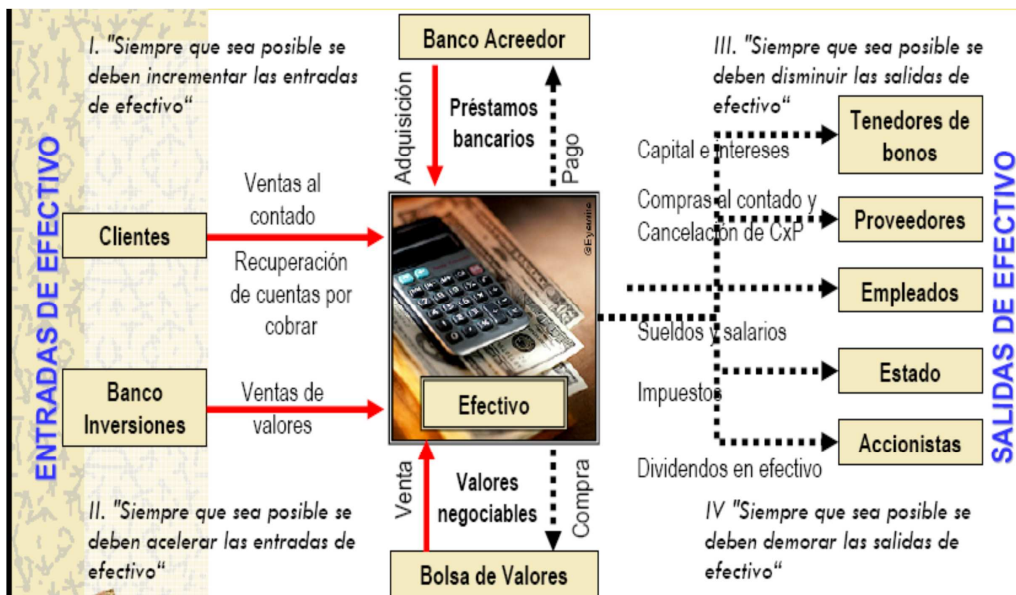 I. "Siempre que sea posible se
deben incrementar las entradas
de efectivo“
Banco Acreedor
III. "Siempre que sea posible se
deben disminuir las salidas de
efectivo“
Adquisición
Préstamos
bancarios
Pago
ENTRADAS DE EFECTIVO
Clientes
Ventas al
contado
Recuperación
de cuentas por
cobrar
Banco
Inversiones
Ventas de
valores
@Eyewire
Efectivo
Capital e intereses
Tenedores de
bonos
Compras al contado y
Cancelación de CxP
Proveedores
Empleados
Sueldos y salarios
Estado
Impuestos
Accionistas
Dividendos en efectivo
SALIDAS DE EFECTIVO
II. "Siempre que sea posible se
deben acelerar las entradas de
efectivo“
Venta
Valores
negociables
Compra
Bolsa de Valores
IV "Siempre que sea posible se
deben demorar las salidas de
efectivo“